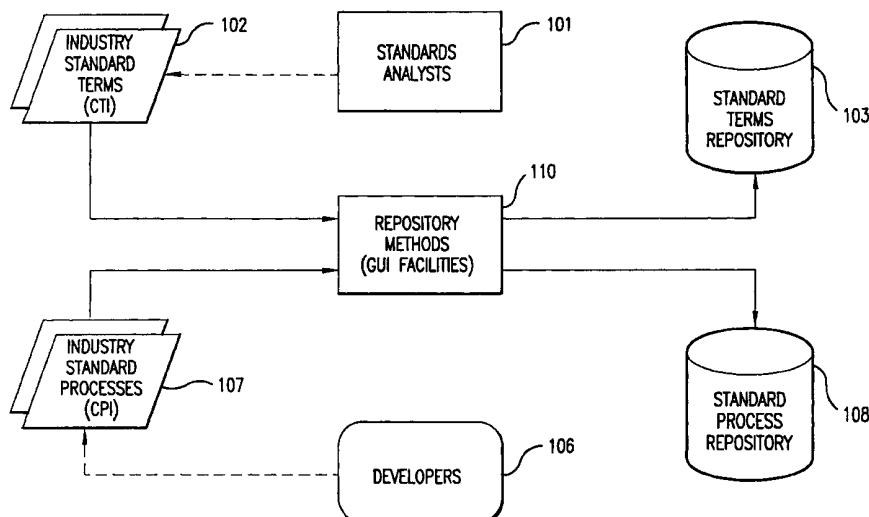 INDUSTRY
STANDARD
TERMS
(CTI)
102
STANDARDS
ANALYSTS
101
STANDARD
TERMS
REPOSITORY
103
REPOSITORY
METHODS
(GUI FACILITIES)
110
INDUSTRY
STANDARD
PROCESSES
(CPI)
107
DEVELOPERS
106
STANDARD
PROCESS
REPOSITORY
108